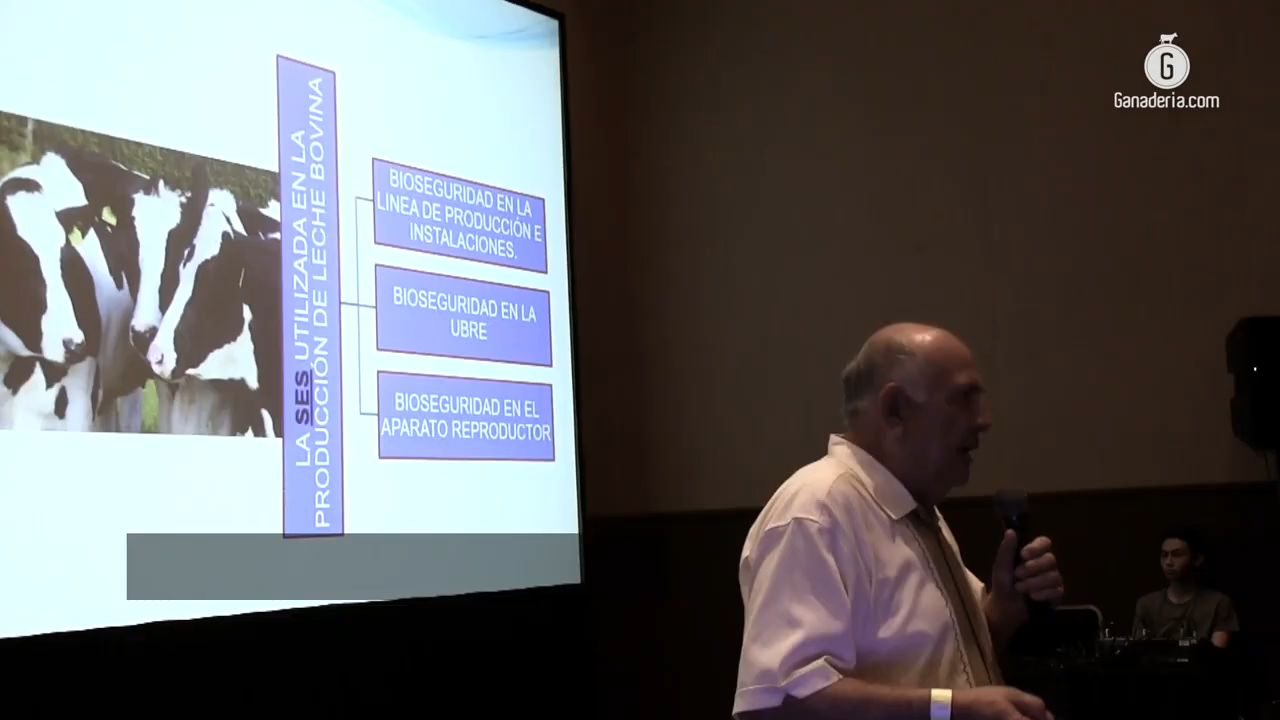 LA SES UTILIZADA EN LA
PRODUCCIÓN DE LECHE BOVINA
BIOSEGURIDAD EN LA
LINEA DE PRODUCCIÓN E
INSTALACIONES.
BIOSEGURIDAD EN LA
UBRE
BIOSEGURIDAD EN EL
APARATO REPRODUCTOR
G
Ganaderia.com